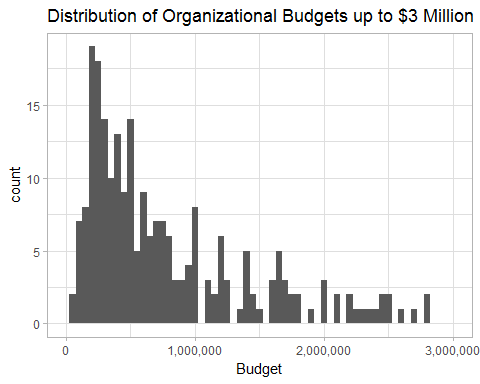 Distribution of Organizational Budgets up to $3 Million
count
15
10
5
0
0 1,000,000 2,000,000 3,000,000
Budget